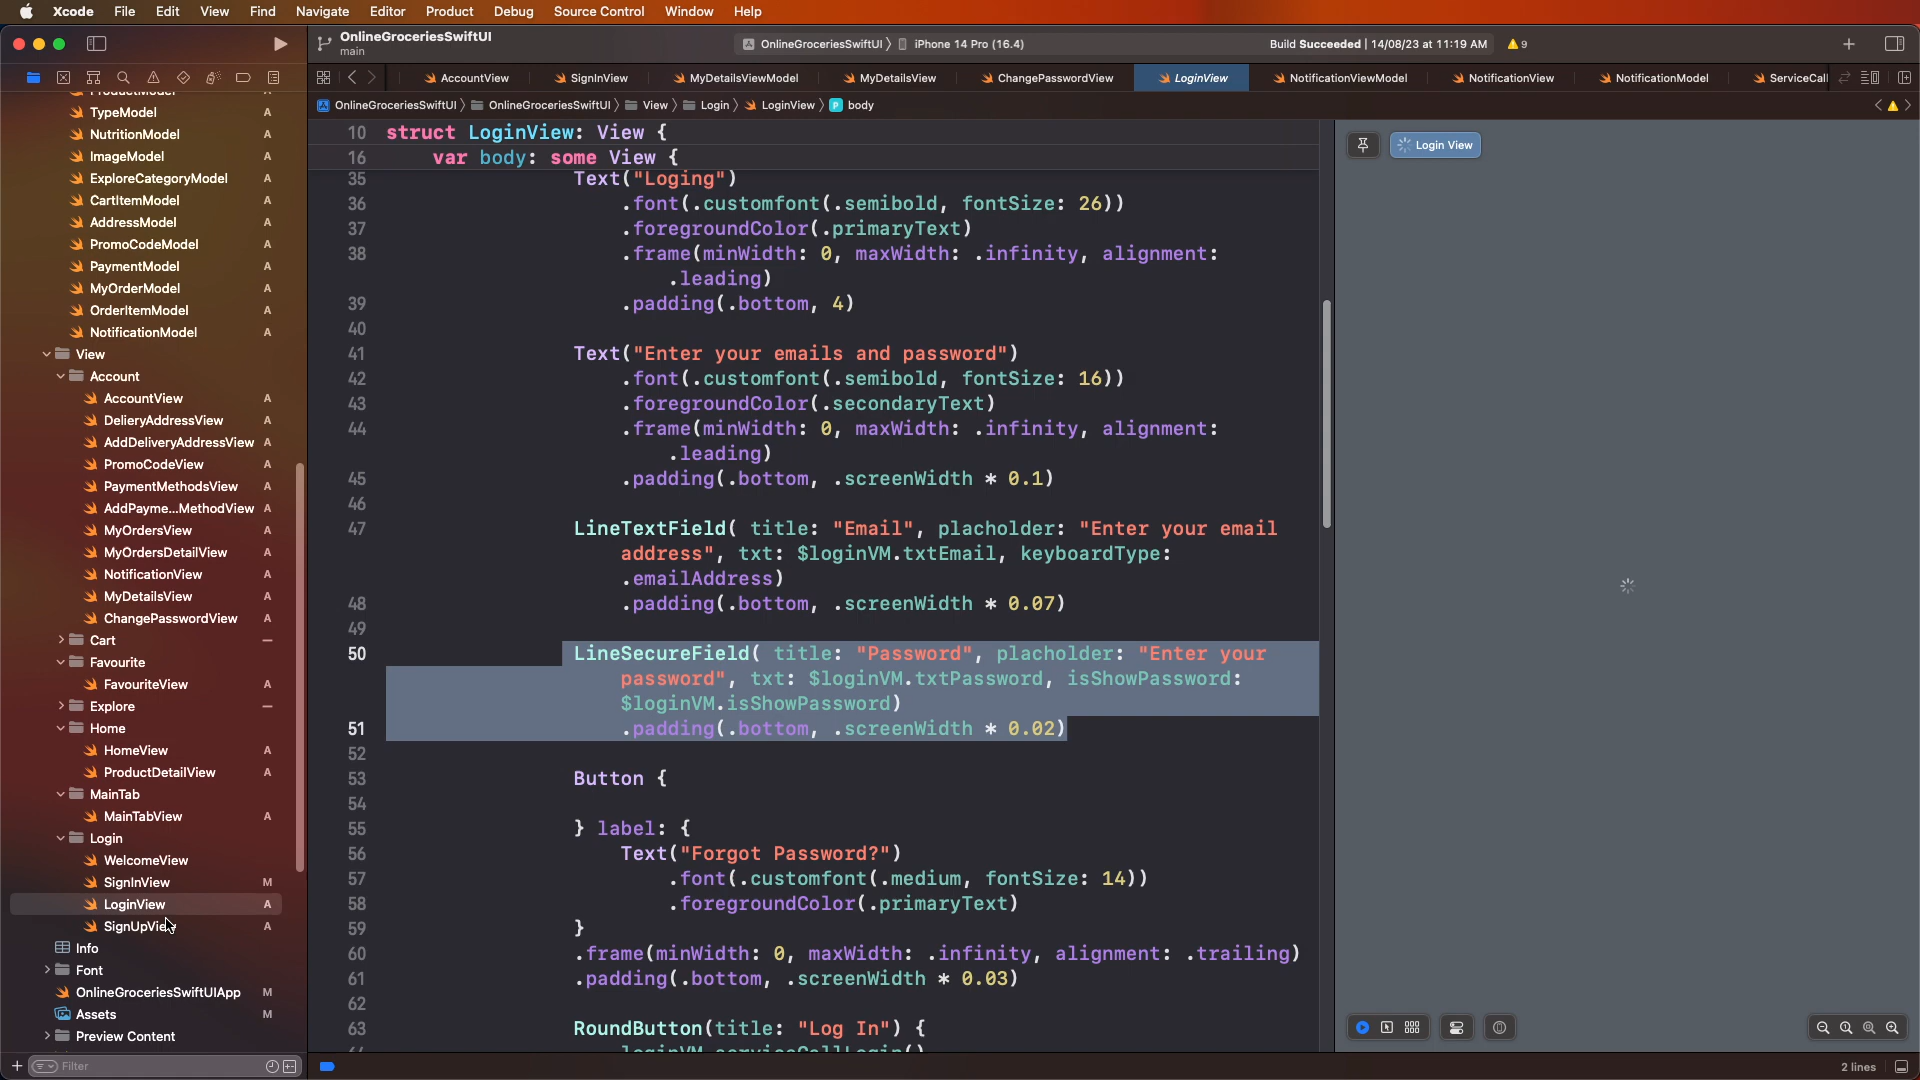 Xcode File Edit View Find Navigate Editor Product Debug Source Control Window Help
OnlineGroceriesSwiftUI
main
OnlineGroceriesSwiftUI iPhone 14 Pro (16.4)
Build Succeeded | 14/08/23 at 11:19 AM 9
AccountView SignInView MyDetailsViewModel MyDetailsView ChangePasswordView LoginView NotificationViewModel NotificationView NotificationModel ServiceCall
OnlineGroceriesSwiftUI OnlineGroceriesSwiftUI View Login LoginView P body
ProductModel
TypeModel A
NutritionModel A
ImageModel A
ExploreCategoryModel A
CartItemModel A
AddressModel A
PromoCodeModel A
PaymentModel A
MyOrderModel A
OrderItemModel A
NotificationModel A
View
Account
AccountView A
DelieryAddressView A
AddDeliveryAddressView A
PromoCodeView A
PaymentMethodsView A
AddPayme...MethodView A
MyOrdersView A
MyOrdersDetailView A
NotificationView A
MyDetailsView A
ChangePasswordView A
Cart
Favourite
FavouriteView A
Explore
Home
HomeView A
ProductDetailView A
MainTab
MainTabView A
Login
WelcomeView
SignInView M
LoginView A
SignUpView A
Info
Font
OnlineGroceriesSwiftUIApp M
Assets M
Preview Content
Filter
10 struct LoginView: View {
16 var body: some View {
35 Text("Loging")
36 .font(.customfont(.semibold, fontSize: 26))
37 .foregroundColor(.primaryText)
38 .frame(minWidth: 0, maxWidth: .infinity, alignment:
.leading)
39 .padding(.bottom, 4)
40
41 Text("Enter your emails and password")
42 .font(.customfont(.semibold, fontSize: 16))
43 .foregroundColor(.secondaryText)
44 .frame(minWidth: 0, maxWidth: .infinity, alignment:
.leading)
45 .padding(.bottom, .screenWidth * 0.1)
46
47 LineTextField( title: "Email", placholder: "Enter your email
address", txt: $loginVM.txtEmail, keyboardType:
.emailAddress)
48 .padding(.bottom, .screenWidth * 0.07)
49
50 LineSecureField( title: "Password", placholder: "Enter your
password", txt: $loginVM.txtPassword, isShowPassword:
$loginVM.isShowPassword)
51 .padding(.bottom, .screenWidth * 0.02)
52
53 Button {
54
55 } label: {
56 Text("Forgot Password?")
57 .font(.customfont(.medium, fontSize: 14))
58 .foregroundColor(.primaryText)
59 }
60 .frame(minWidth: 0, maxWidth: .infinity, alignment: .trailing)
61 .padding(.bottom, .screenWidth * 0.03)
62
63 RoundButton(title: "Log In") {
64 loginVM.serviceCallLogin()
Login View
2 lines